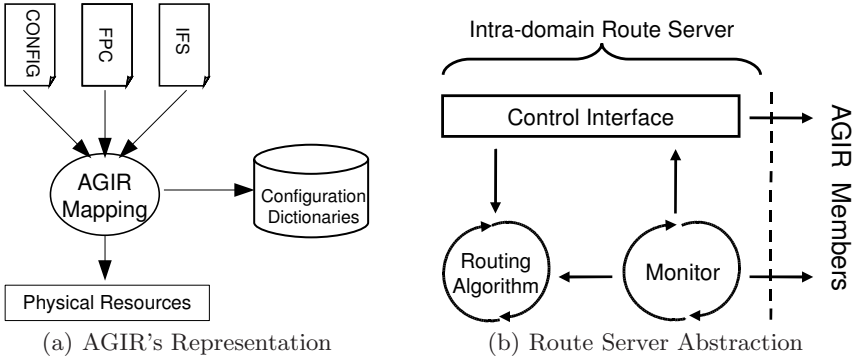 CONFIG
FPC
IFS
AGIR
Mapping
Configuration
Dictionaries
Physical Resources
(a) AGIR's Representation
Intra-domain Route Server
Control Interface
Routing
Algorithm
Monitor
AGIR Members
(b) Route Server Abstraction